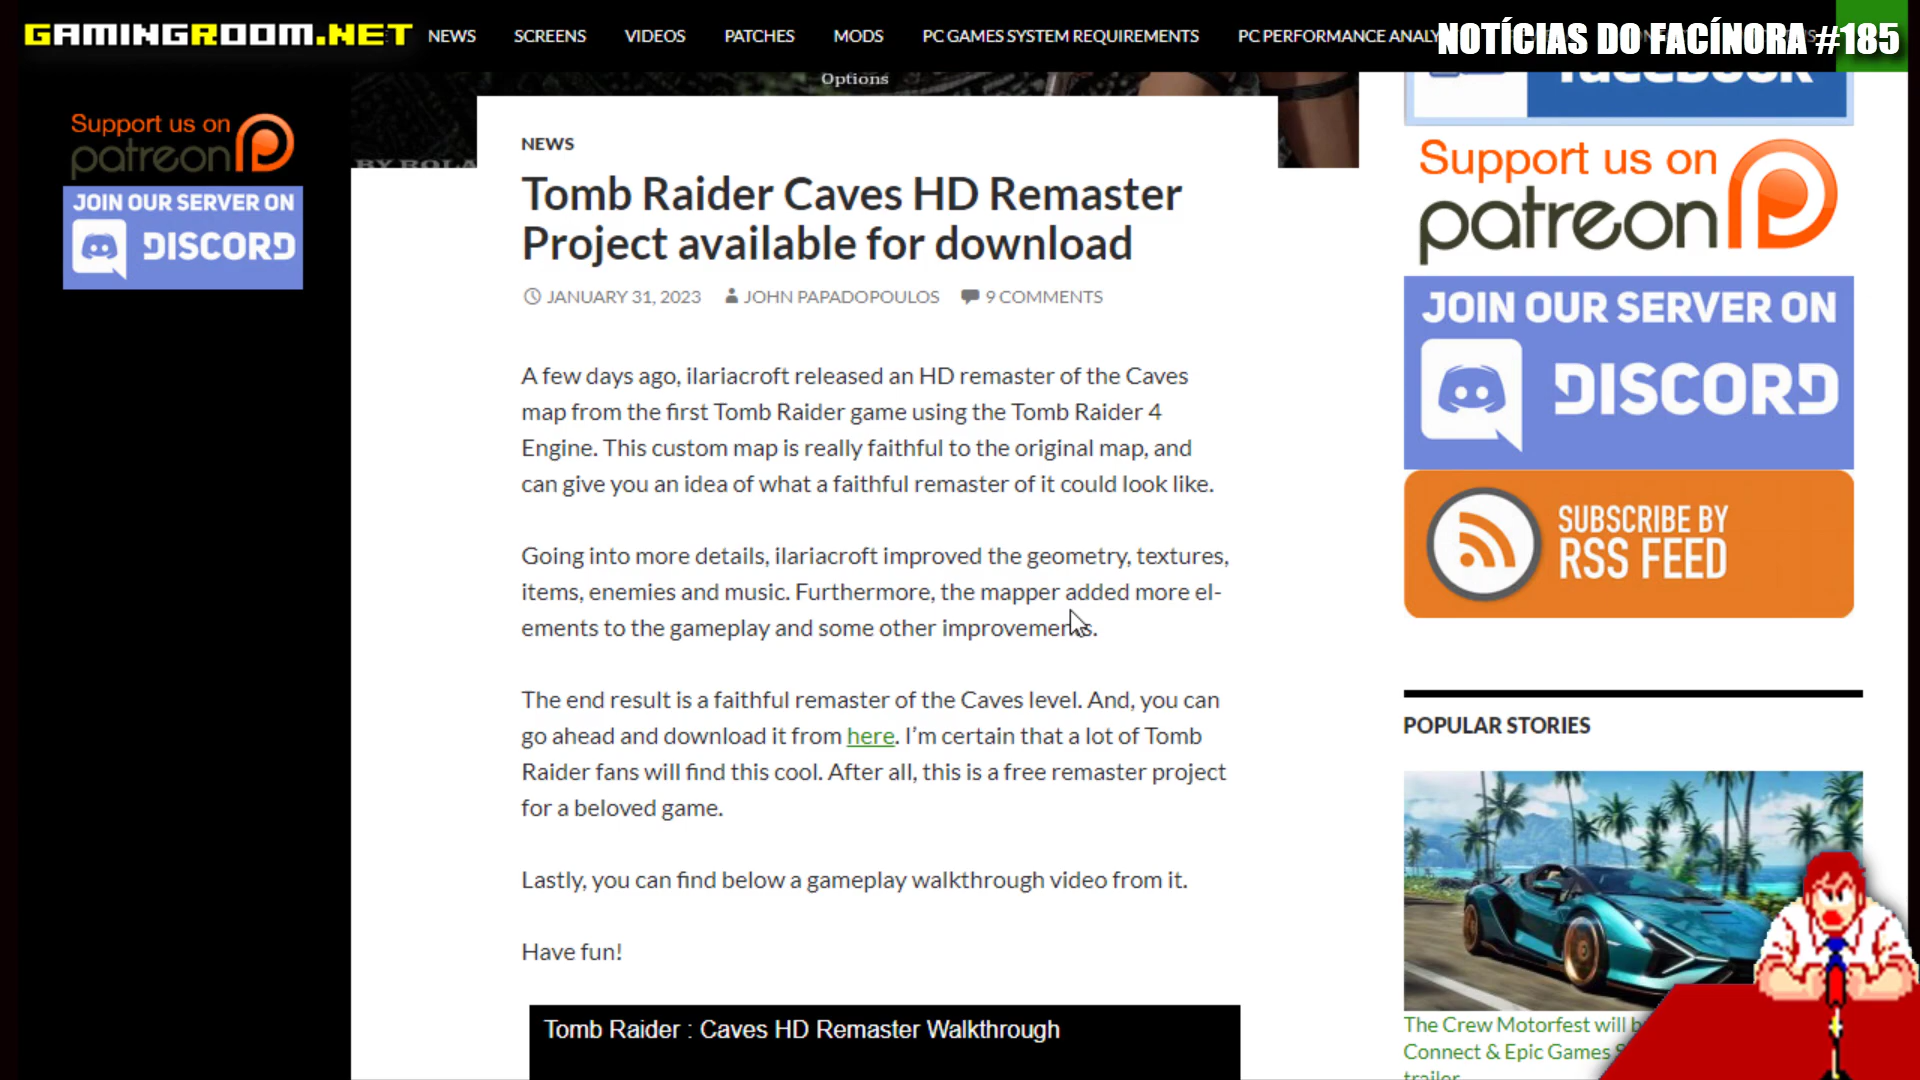 GAMINGROOM.NET
NEWS SCREENS VIDEOS PATCHES MODS PC GAMES SYSTEM REQUIREMENTS PC PERFORMANCE ANALY
NOTÍCIAS DO FACÍNORA #185
Options
Support us on
patreon
JOIN OUR SERVER ON
DISCORD
NEWS
Tomb Raider Caves HD Remaster
Project available for download
JANUARY 31, 2023 JOHN PAPADOPOULOS 9 COMMENTS
A few days ago, ilariacroft released an HD remaster of the Caves
map from the first Tomb Raider game using the Tomb Raider 4
Engine. This custom map is really faithful to the original map, and
can give you an idea of what a faithful remaster of it could look like.
Going into more details, ilariacroft improved the geometry, textures,
items, enemies and music. Furthermore, the mapper added more el-
ements to the gameplay and some other improvements.
The end result is a faithful remaster of the Caves level. And, you can
go ahead and download it from here. I'm certain that a lot of Tomb
Raider fans will find this cool. After all, this is a free remaster project
for a beloved game.
Lastly, you can find below a gameplay walkthrough video from it.
Have fun!
Tomb Raider : Caves HD Remaster Walkthrough
facebook
Support us on
patreon
JOIN OUR SERVER ON
DISCORD
SUBSCRIBE BY
RSS FEED
POPULAR STORIES
The Crew Motorfest will b
Connect & Epic Games S
trailer